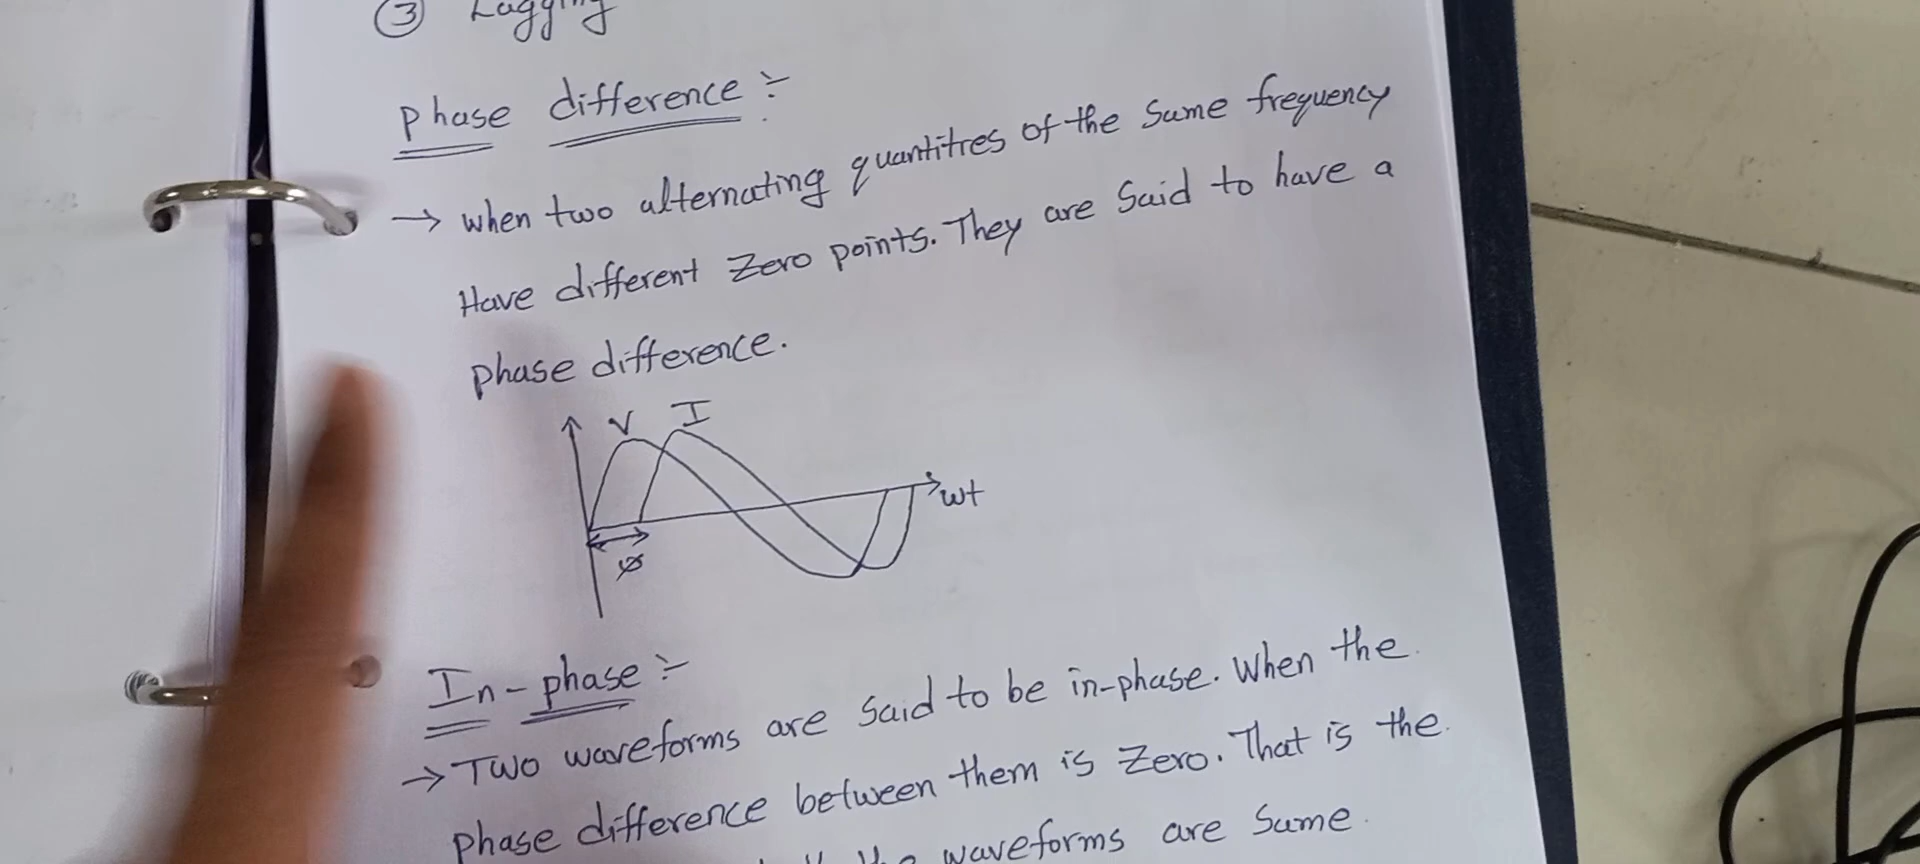 ③ Lagging
Phase difference :-
→ when two alternating quantitres of the same frequency
Have different Zero points. They are said to have a
phase difference.
V I
wt
ø
In-phase :-
→ Two waveforms are said to be in-phase. When the
phase difference between them is Zero. That is the
waveforms are same